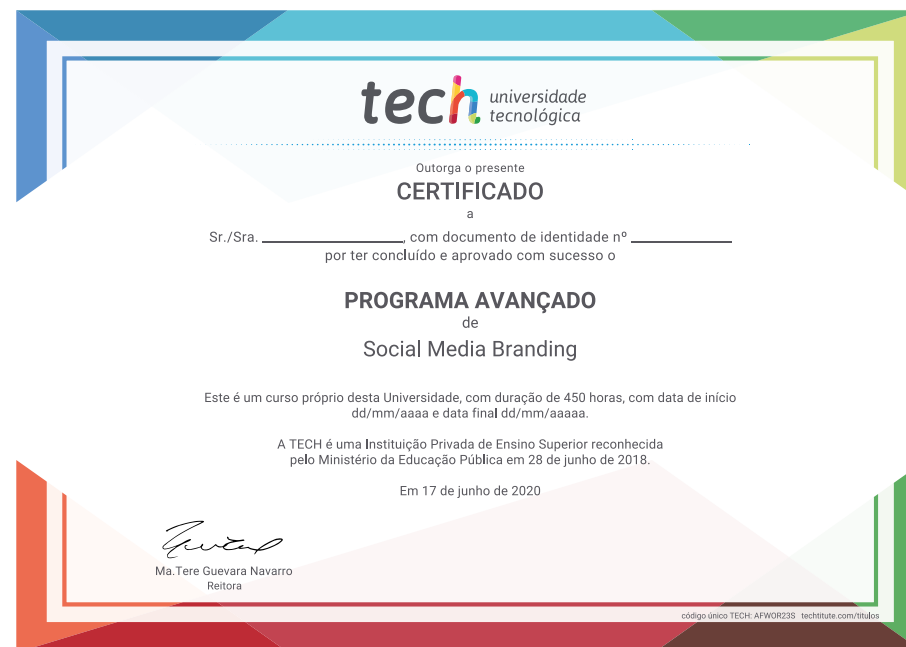 tech universidade
tecnológica
Outorga o presente
CERTIFICADO
a
Sr./Sra. ____________, com documento de identidade nº ____________
por ter concluído e aprovado com sucesso o
PROGRAMA AVANÇADO
de
Social Media Branding
Este é um curso próprio desta Universidade, com duração de 450 horas, com data de início
dd/mm/aaaa e data final dd/mm/aaaaa.
A TECH é uma Instituição Privada de Ensino Superior reconhecida
pelo Ministério da Educação Pública em 28 de junho de 2018.
Em 17 de junho de 2020
Ma.Tere Guevara Navarro
Reitora
código único TECH: AFWOR23S techtitute.com/titulos